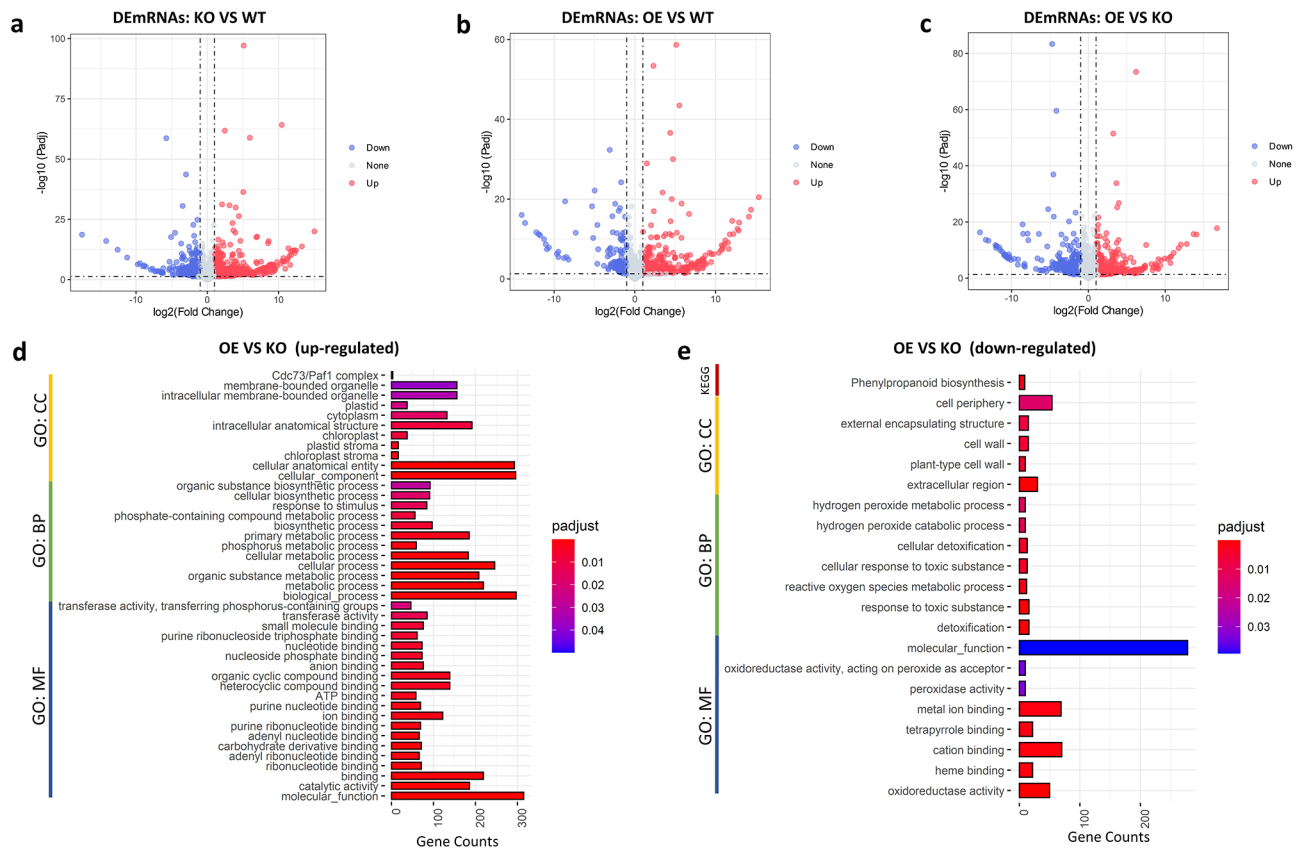 a
DEmRNAs: KO VS WT
100
75
50
25
0
-log10 (Padj)
-10
0
10
log2(Fold Change)
Down
None
Up
b
DEmRNAs: OE VS WT
60
40
20
0
-log10 (Padj)
-10
0
10
log2(Fold Change)
Down
None
Up
c
DEmRNAs: OE VS KO
80
60
40
20
0
-log10 (Padj)
-10
0
10
log2(Fold Change)
Down
None
Up
d
OE VS KO (up-regulated)
GO: CC
Cdc73/Paf1 complex
membrane-bounded organelle
intracellular membrane-bounded organelle
plastid
cytoplasm
intracellular anatomical structure
chloroplast
plastid stroma
chloroplast stroma
cellular anatomical entity
cellular_component
GO: BP
organic substance biosynthetic process
cellular biosynthetic process
response to stimulus
phosphate-containing compound metabolic process
biosynthetic process
primary metabolic process
phosphorus metabolic process
cellular metabolic process
cellular process
organic substance metabolic process
metabolic process
biological_process
GO: MF
transferase activity, transferring phosphorus-containing groups
transferase activity
small molecule binding
purine ribonucleoside triphosphate binding
nucleotide binding
nucleoside phosphate binding
anion binding
organic cyclic compound binding
heterocyclic compound binding
ATP binding
purine nucleotide binding
ion binding
purine ribonucleotide binding
adenyl nucleotide binding
carbohydrate derivative binding
adenyl ribonucleotide binding
ribonucleotide binding
binding
catalytic activity
molecular_function
0
100
200
300
Gene Counts
padjust
0.01
0.02
0.03
0.04
e
OE VS KO (down-regulated)
KEGG
Phenylpropanoid biosynthesis
GO: CC
cell periphery
external encapsulating structure
cell wall
plant-type cell wall
extracellular region
GO: BP
hydrogen peroxide metabolic process
hydrogen peroxide catabolic process
cellular detoxification
cellular response to toxic substance
reactive oxygen species metabolic process
response to toxic substance
detoxification
GO: MF
molecular_function
oxidoreductase activity, acting on peroxide as acceptor
peroxidase activity
metal ion binding
tetrapyrrole binding
cation binding
heme binding
oxidoreductase activity
0
100
200
Gene Counts
padjust
0.01
0.02
0.03